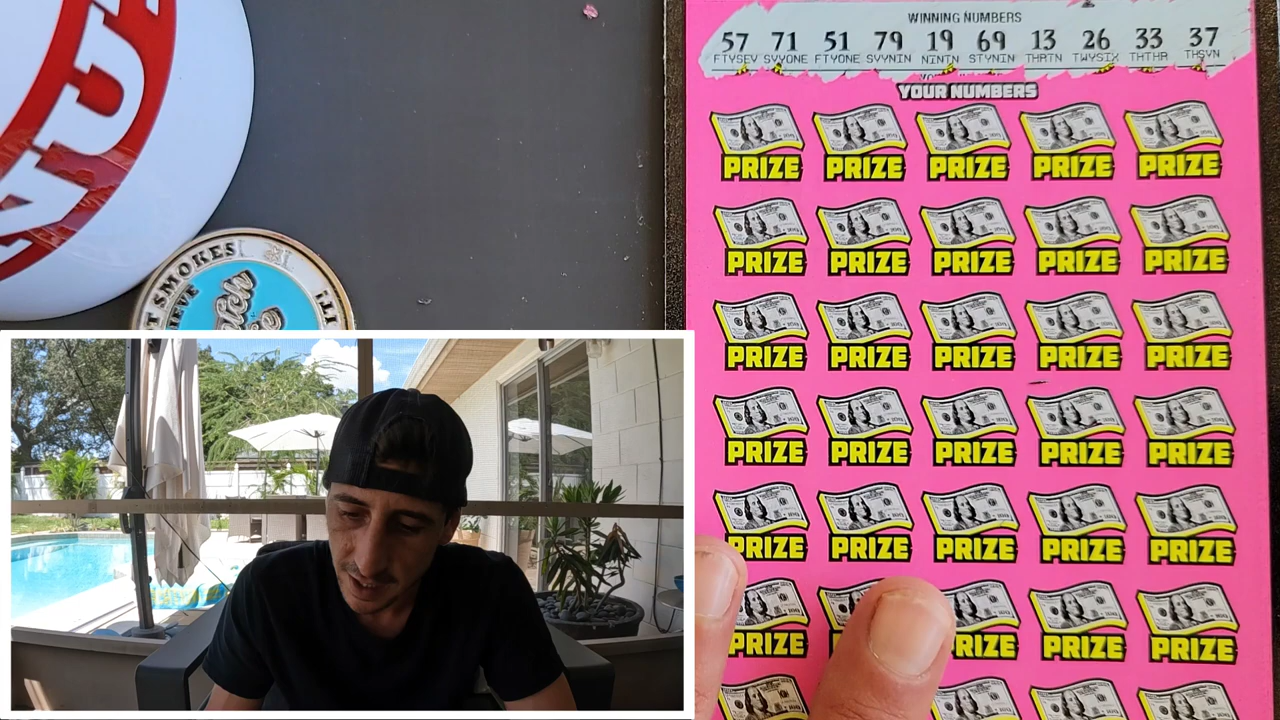 WINNING NUMBERS
57 71 51 79 19 69 13 26 33 37
FTYSEV SVYONE FTYONE SVYNIN NINTN STYNIN THRTN TWYSIX THTHR THSVN
YOUR NUMBERS
PRIZE PRIZE PRIZE PRIZE PRIZE
PRIZE PRIZE PRIZE PRIZE PRIZE
PRIZE PRIZE PRIZE PRIZE PRIZE
PRIZE PRIZE PRIZE PRIZE PRIZE
PRIZE PRIZE PRIZE PRIZE PRIZE
PRIZE PRIZE PRIZE PRIZE
SMOKES